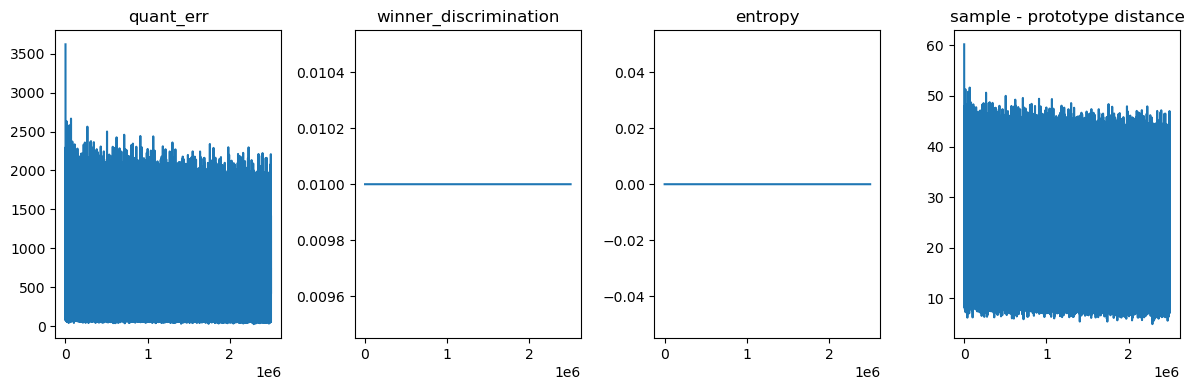 quant_err
3500
3000
2500
2000
1500
1000
500
0
0 1 2
1e6
winner_discrimination
0.0104
0.0102
0.0100
0.0098
0.0096
0 1 2
1e6
entropy
0.04
0.02
0.00
−0.02
−0.04
0 1 2
1e6
sample - prototype distance
60
50
40
30
20
10
0 1 2
1e6